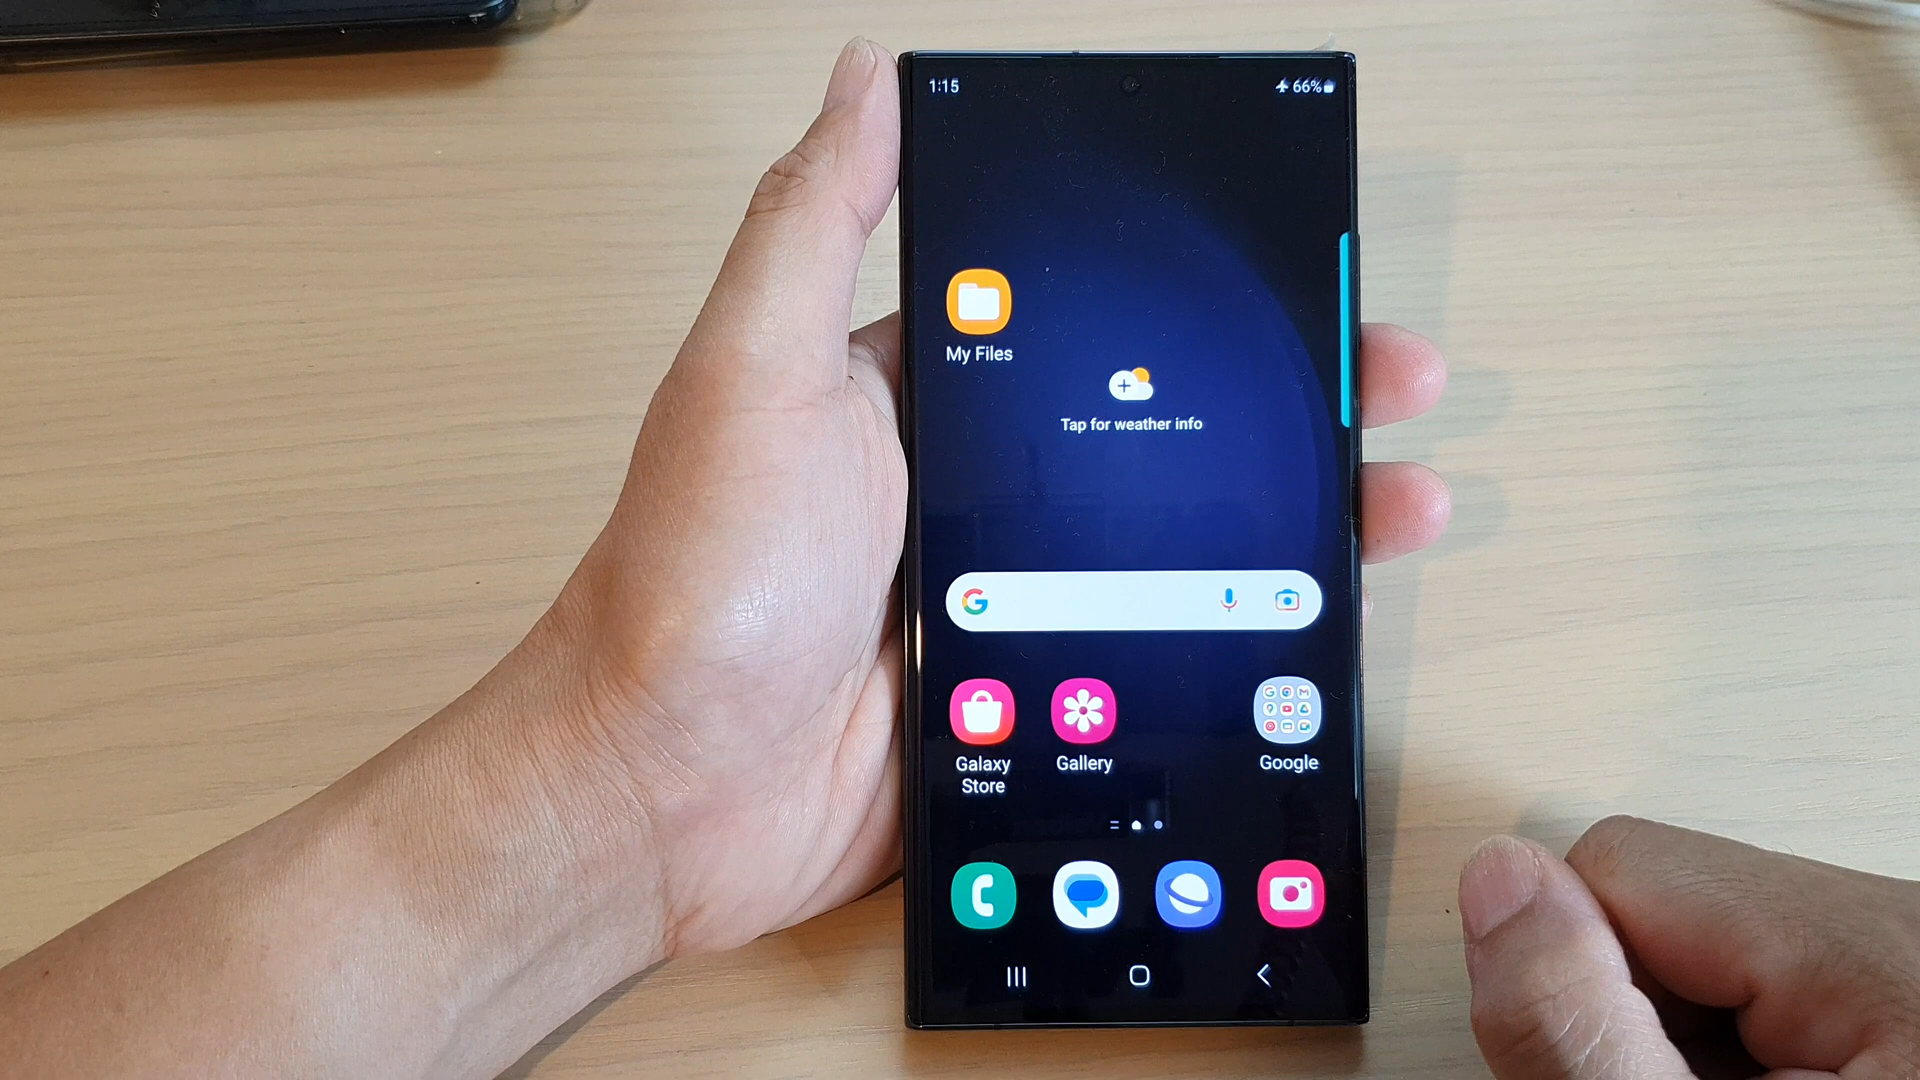 1:15
66%
My Files
Tap for weather info
G
Galaxy
Store
Gallery
Google